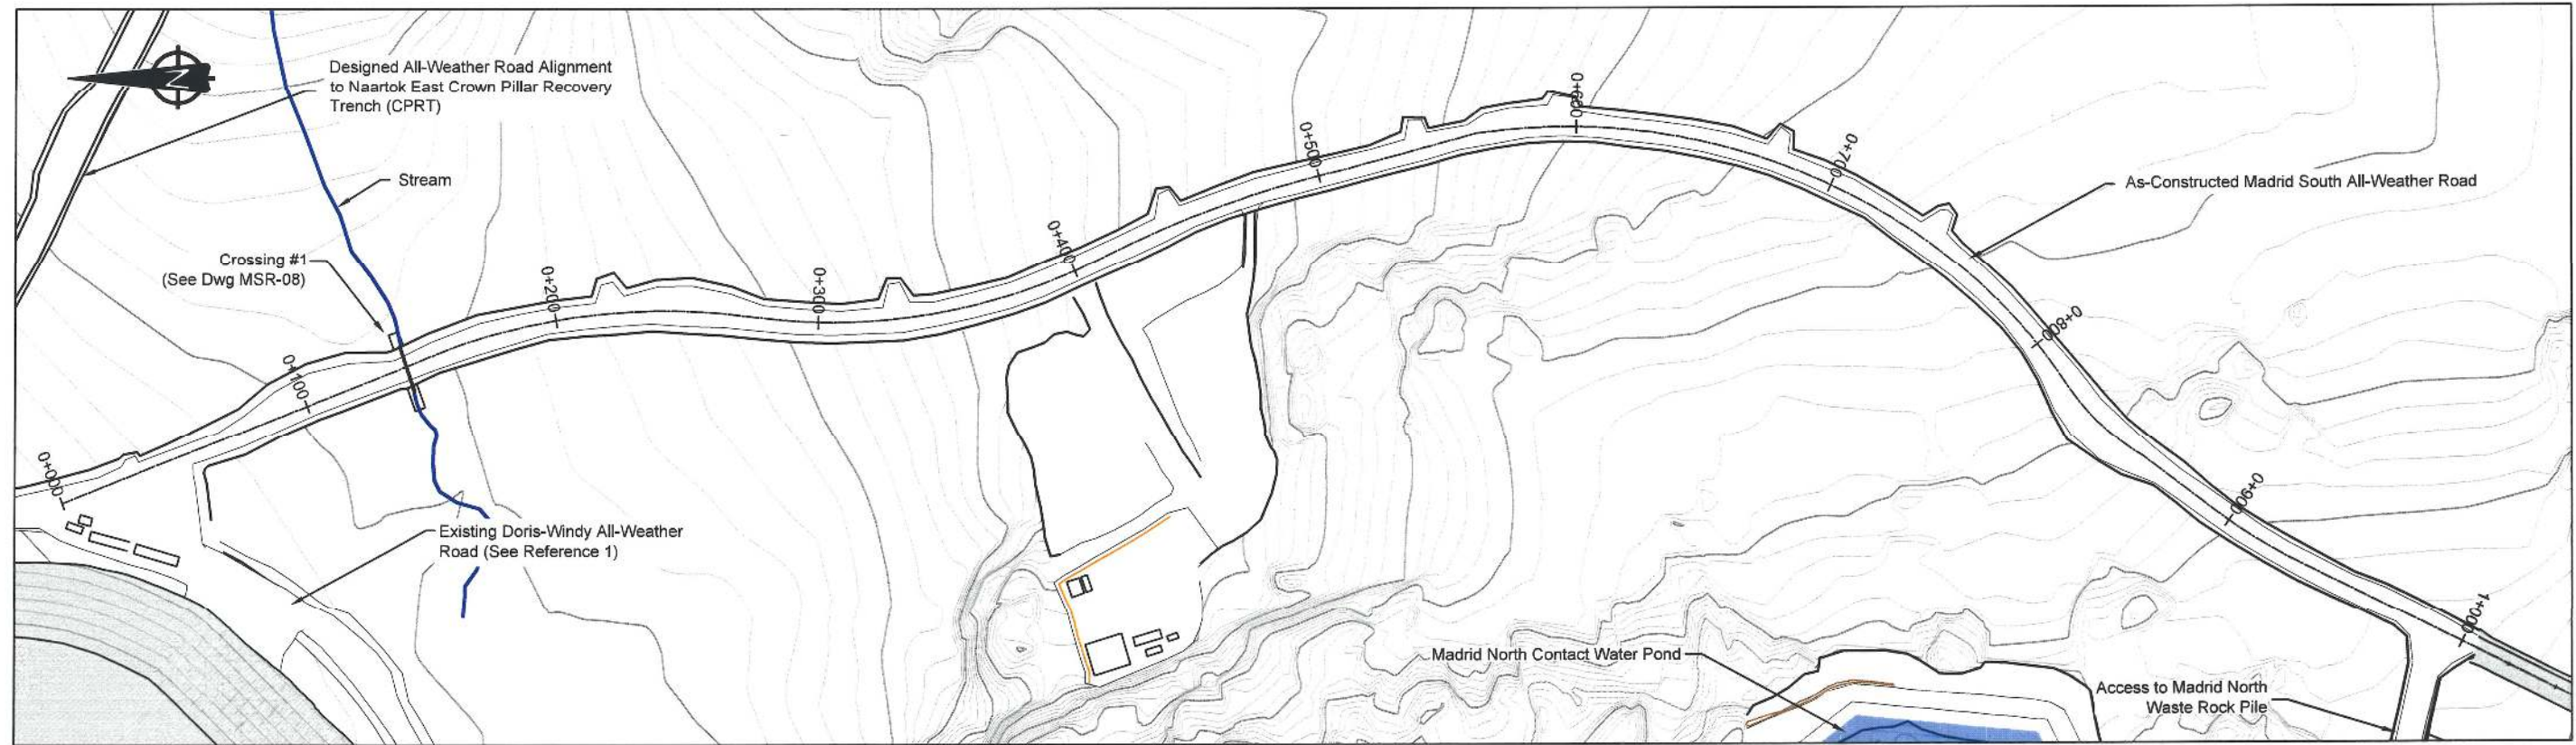 Designed All-Weather Road Alignment
to Naartok East Crown Pillar Recovery
Trench (CPRT)
N
Stream
Crossing #1
(See Dwg MSR-08)
Existing Doris-Windy All-Weather
Road (See Reference 1)
0+000
0+100
0+200
0+300
0+400
0+500
0+600
0+700
0+800
0+900
1+000
As-Constructed Madrid South All-Weather Road
Madrid North Contact Water Pond
Access to Madrid North
Waste Rock Pile